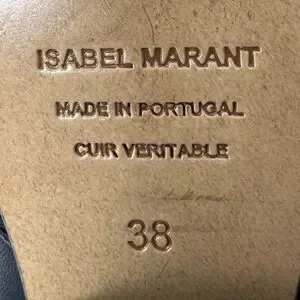 ISABEL MARANT
MADE IN PORTUGAL
CUIR VERITABLE
38